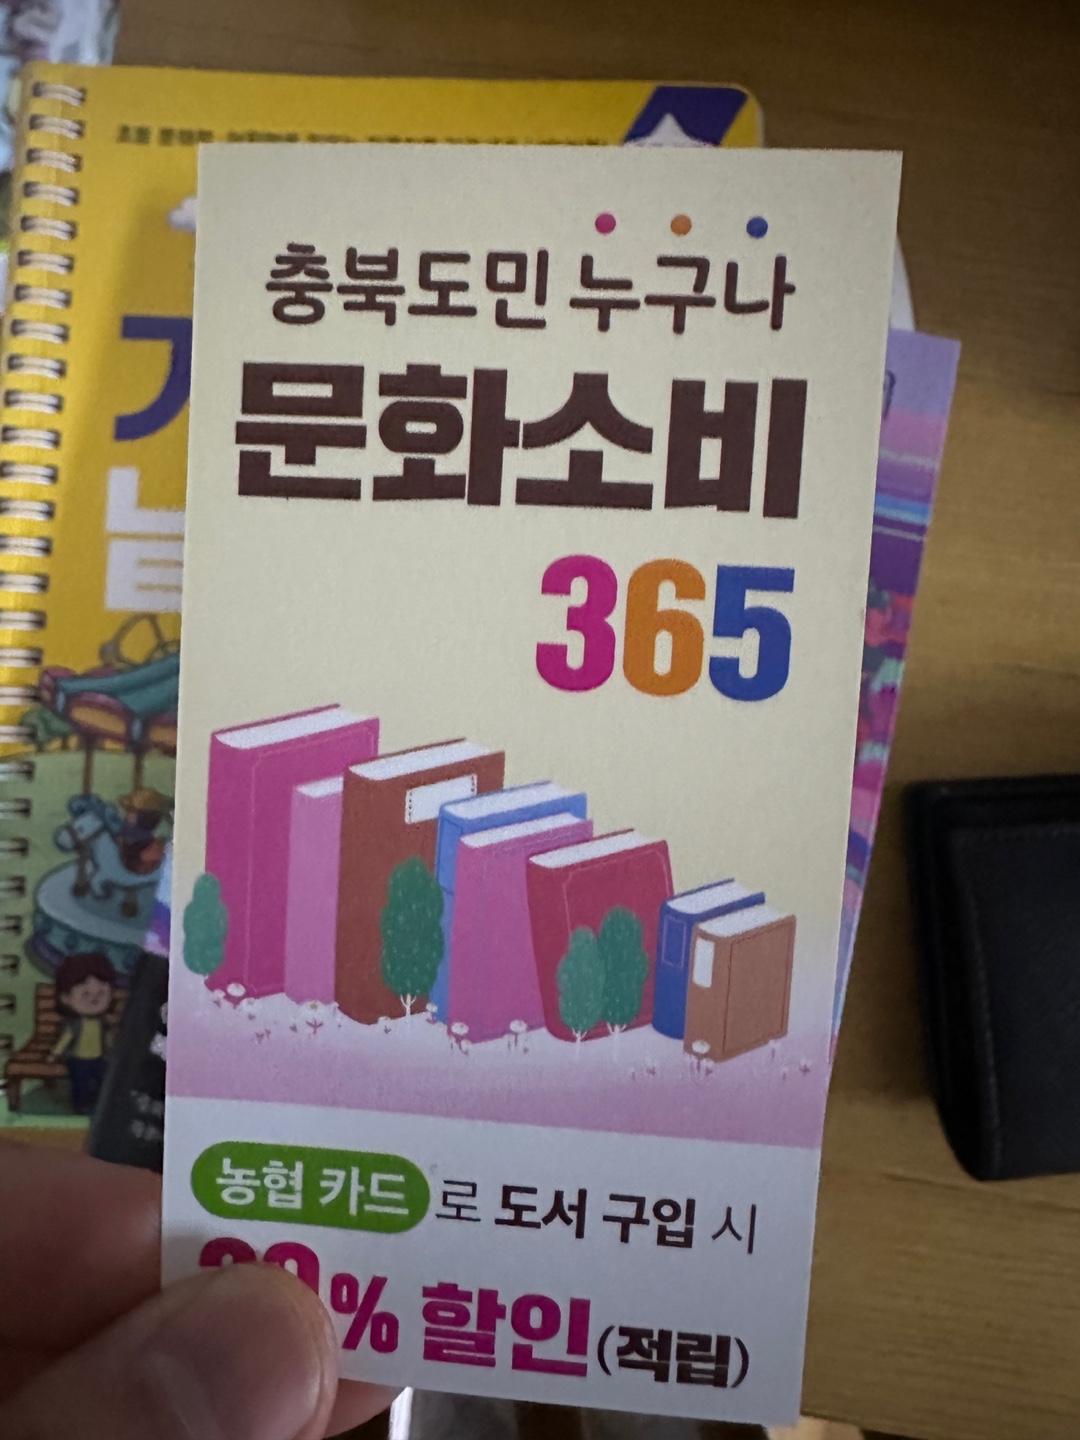 충북도민 누구나
문화소비
365
농협 카드 로 도서 구입 시
% 할인(적립)